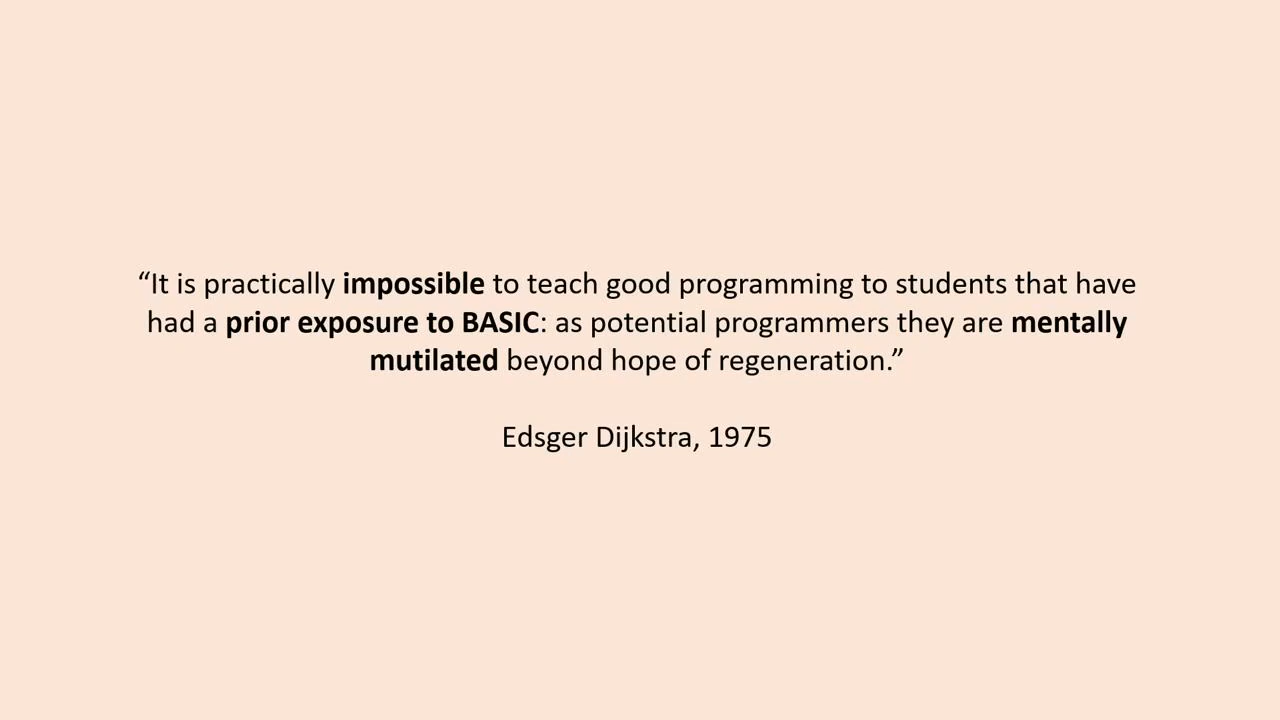 “It is practically impossible to teach good programming to students that have
had a prior exposure to BASIC: as potential programmers they are mentally
mutilated beyond hope of regeneration.”
Edsger Dijkstra, 1975